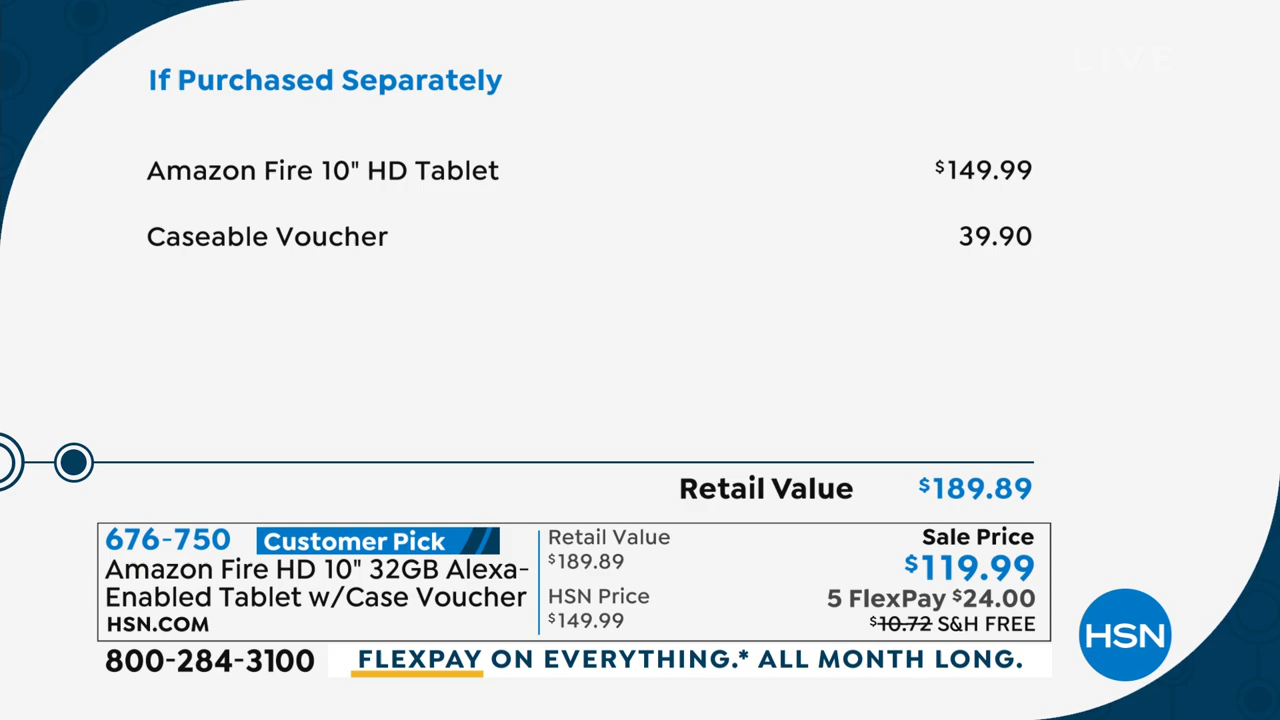 LIVE
If Purchased Separately
Amazon Fire 10" HD Tablet $149.99
Caseable Voucher 39.90
Retail Value $189.89
676-750 Customer Pick
Amazon Fire HD 10" 32GB Alexa-
Enabled Tablet w/Case Voucher
HSN.COM
Retail Value
$189.89
HSN Price
$149.99
Sale Price
$119.99
5 FlexPay $24.00
$10.72 S&H FREE
HSN
800-284-3100 FLEXPAY ON EVERYTHING.* ALL MONTH LONG.